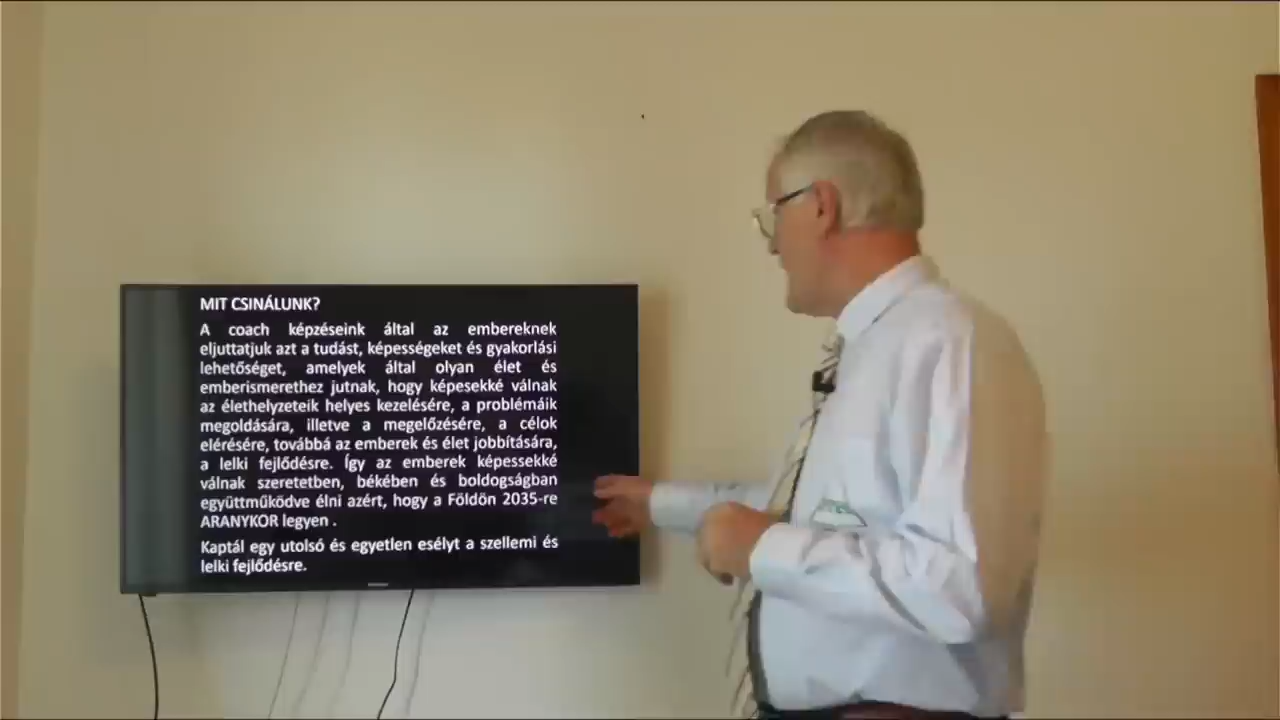 MIT CSINÁLUNK?
A coach képzéseink által az embereknek
eljuttatjuk azt a tudást, képességeket és gyakorlási
lehetőséget, amelyek által olyan élet és
emberismerethez jutnak, hogy képesekké válnak
az élethelyzeteik helyes kezelésére, a problémáik
megoldására, illetve a megelőzésére, a célok
elérésére, továbbá az emberek és élet jobbítására,
a lelki fejlődésre. Így az emberek képessekké
válnak szeretetben, békében és boldogságban
együttműködve élni azért, hogy a Földön 2035-re
ARANYKOR legyen .
Kaptál egy utolsó és egyetlen esélyt a szellemi és
lelki fejlődésre.